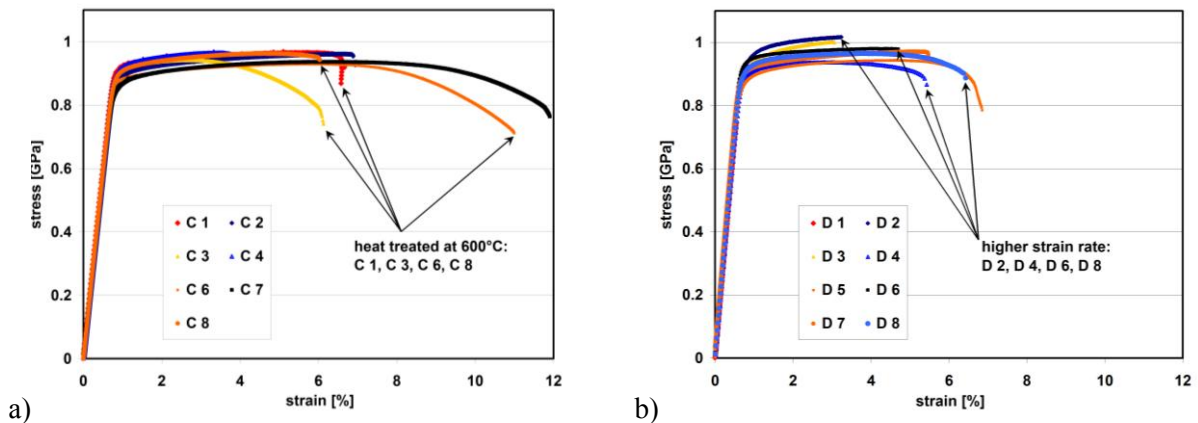 1
0.8
0.6
0.4
0.2
0
stress [GPa]
C 1 C 2
C 3 C 4
C 6 C 7
C 8
heat treated at 600°C:
C 1, C 3, C 6, C 8
0 2 4 6 8 10 12
strain [%]
a)
1
0.8
0.6
0.4
0.2
0
stress [GPa]
D 1 D 2
D 3 D 4
D 5 D 6
D 7 D 8
higher strain rate:
D 2, D 4, D 6, D 8
0 2 4 6 8 10 12
strain [%]
b)